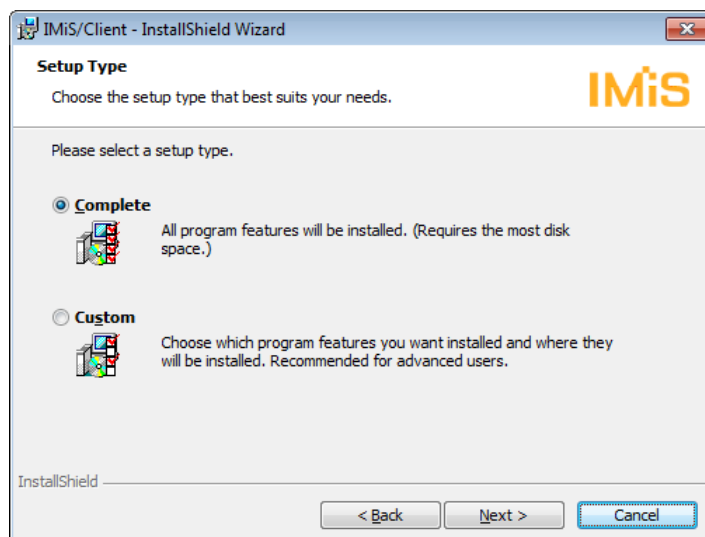 IMiS/Client - InstallShield Wizard
Setup Type
Choose the setup type that best suits your needs.
IMiS
Please select a setup type.
Complete
All program features will be installed. (Requires the most disk
space.)
Custom
Choose which program features you want installed and where they
will be installed. Recommended for advanced users.
InstallShield
< Back
Next >
Cancel